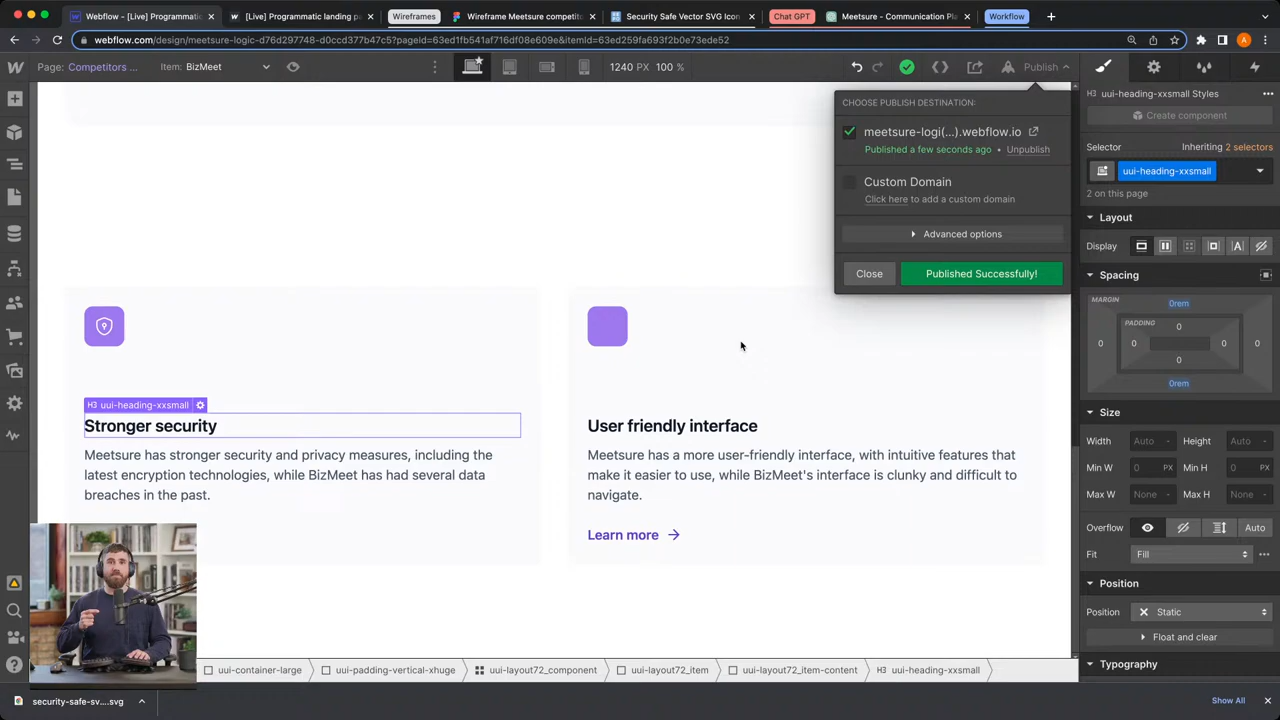 Webflow - [Live] Programmatic
[Live] Programmatic landing p
Wireframes
Wireframe Meetsure competito
Security Safe Vector SVG Icon
Chat GPT
Meetsure - Communication Pla
Workflow
webflow.com/design/meetsure-logic-d76d297748-d0ccd377b47c5?pageId=63ed1fb541af716df08e609e&itemId=63ed259fa693f2b0e73ede52
Page: Competitors ...
Item: BizMeet
1240 PX 100 %
Publish
CHOOSE PUBLISH DESTINATION:
meetsure-logi(...).webflow.io
Published a few seconds ago • Unpublish
Custom Domain
Click here to add a custom domain
Advanced options
Close
Published Successfully!
H3 uui-heading-xxsmall
Stronger security
Meetsure has stronger security and privacy measures, including the
latest encryption technologies, while BizMeet has had several data
breaches in the past.
User friendly interface
Meetsure has a more user-friendly interface, with intuitive features that
make it easier to use, while BizMeet's interface is clunky and difficult to
navigate.
Learn more
H3 uui-heading-xxsmall Styles
Create component
Selector
Inheriting 2 selectors
uui-heading-xxsmall
2 on this page
Layout
Display
Spacing
MARGIN
0rem
PADDING
0
0
0
0
0
0
0rem
Size
Width Auto Height Auto
Min W 0 PX Min H 0 PX
Max W None Max H None
Overflow Auto
Fit Fill
Position
Position Static
Float and clear
Typography
uui-container-large
uui-padding-vertical-xhuge
uui-layout72_component
uui-layout72_item
uui-layout72_item-content
H3 uui-heading-xxsmall
security-safe-sv....svg
Show All